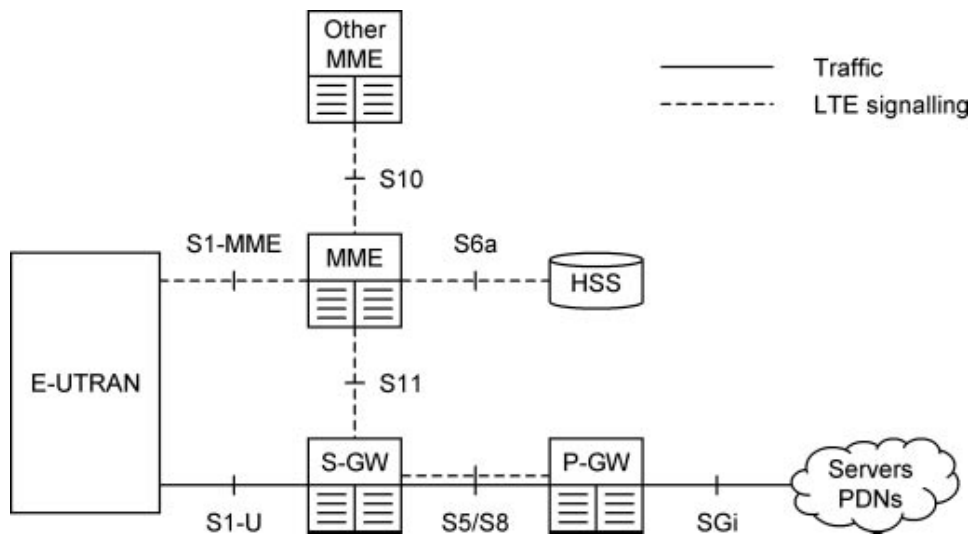 Other
MME
Traffic
LTE signalling
S10
S1-MME
MME
S6a
HSS
E-UTRAN
S11
S-GW
P-GW
Servers
PDNs
S1-U
S5/S8
SGi